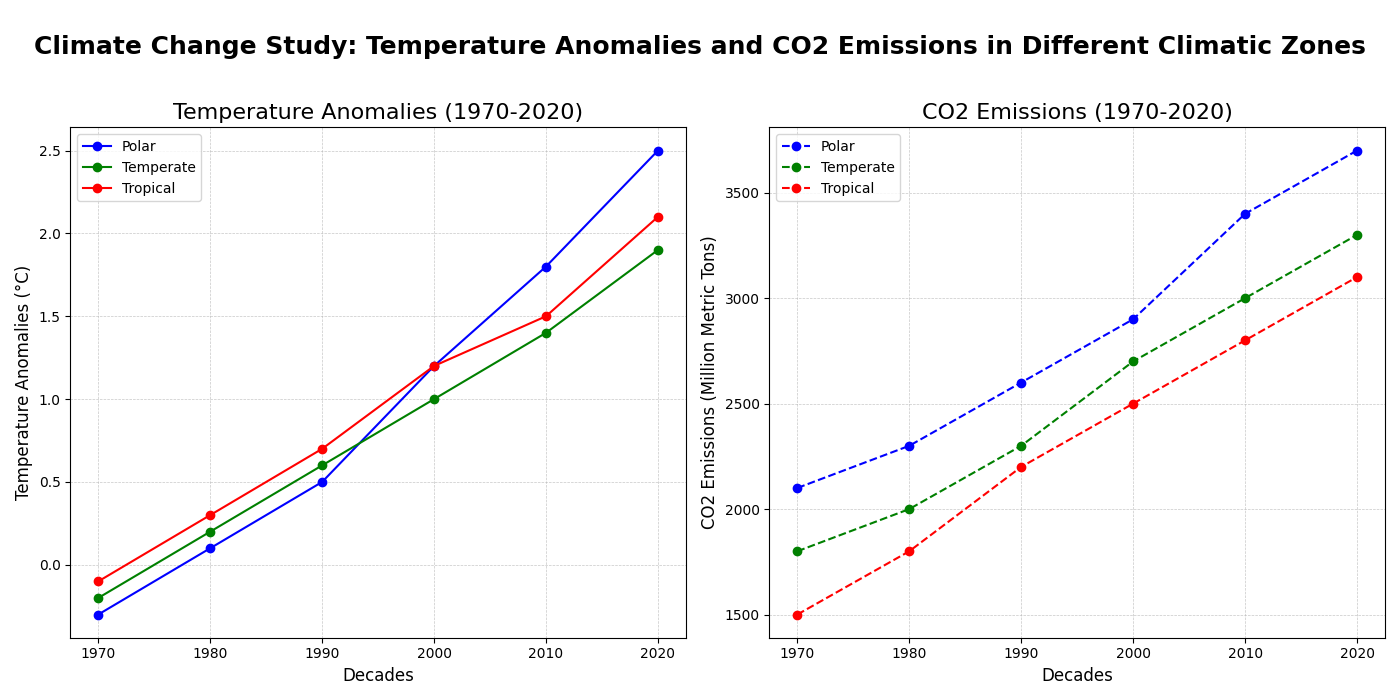 Climate Change Study: Temperature Anomalies and CO2 Emissions in Different Climatic Zones
Temperature Anomalies (1970-2020)
Polar
Temperate
Tropical
Temperature Anomalies (°C)
2.5
2.0
1.5
1.0
0.5
0.0
1970 1980 1990 2000 2010 2020
Decades
CO2 Emissions (1970-2020)
Polar
Temperate
Tropical
CO2 Emissions (Million Metric Tons)
3500
3000
2500
2000
1500
1970 1980 1990 2000 2010 2020
Decades